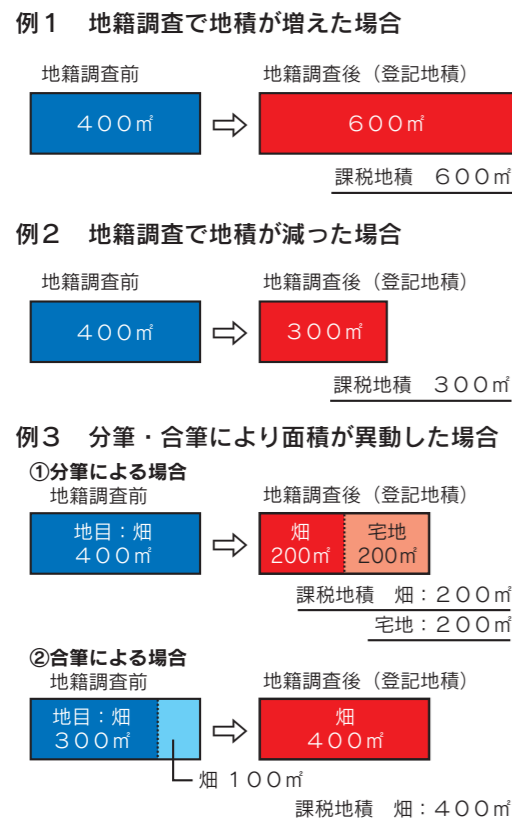 例１　地籍調査で地積が増えた場合
地籍調査前　地籍調査後（登記地積）
４００㎡　６００㎡
課税地積　６００㎡
例２　地籍調査で地積が減った場合
地籍調査前　地籍調査後（登記地積）
４００㎡　３００㎡
課税地積　３００㎡
例３　分筆・合筆により面積が異動した場合
①分筆による場合
地籍調査前　地籍調査後（登記地積）
地目：畑　畑　宅地
４００㎡　200㎡　200㎡
課税地積　畑：２００㎡
宅地：２００㎡
②合筆による場合
地籍調査前　地籍調査後（登記地積）
地目：畑　畑
３００㎡　４００㎡
畑 １００㎡
課税地積　畑：４００㎡